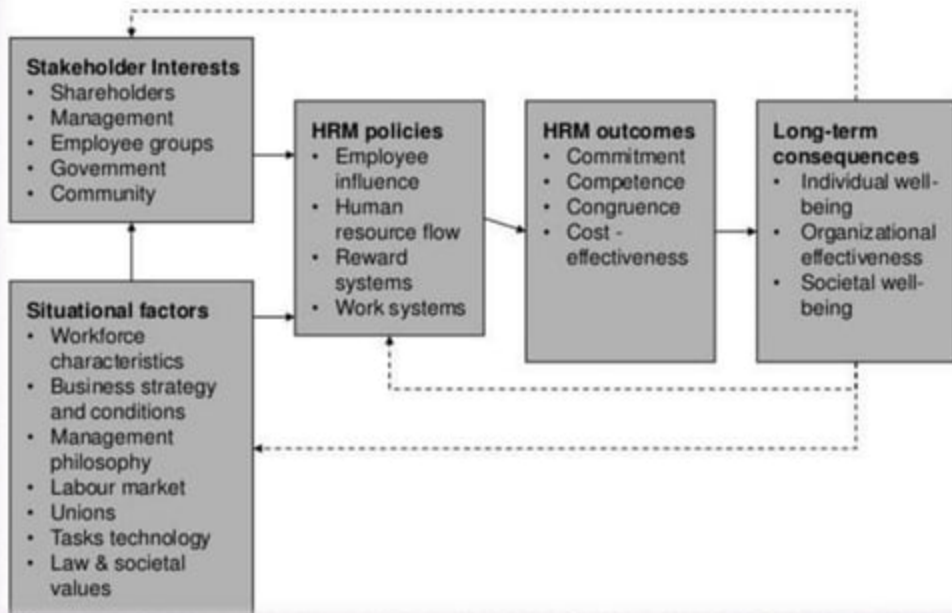 Stakeholder Interests
• Shareholders
• Management
• Employee groups
• Government
• Community
Situational factors
• Workforce
characteristics
• Business strategy
and conditions
• Management
philosophy
• Labour market
• Unions
• Tasks technology
• Law & societal
values
HRM policies
• Employee
influence
• Human
resource flow
• Reward
systems
• Work systems
HRM outcomes
• Commitment
• Competence
• Congruence
• Cost -
effectiveness
Long-term
consequences
• Individual well-
being
• Organizational
effectiveness
• Societal well-
being